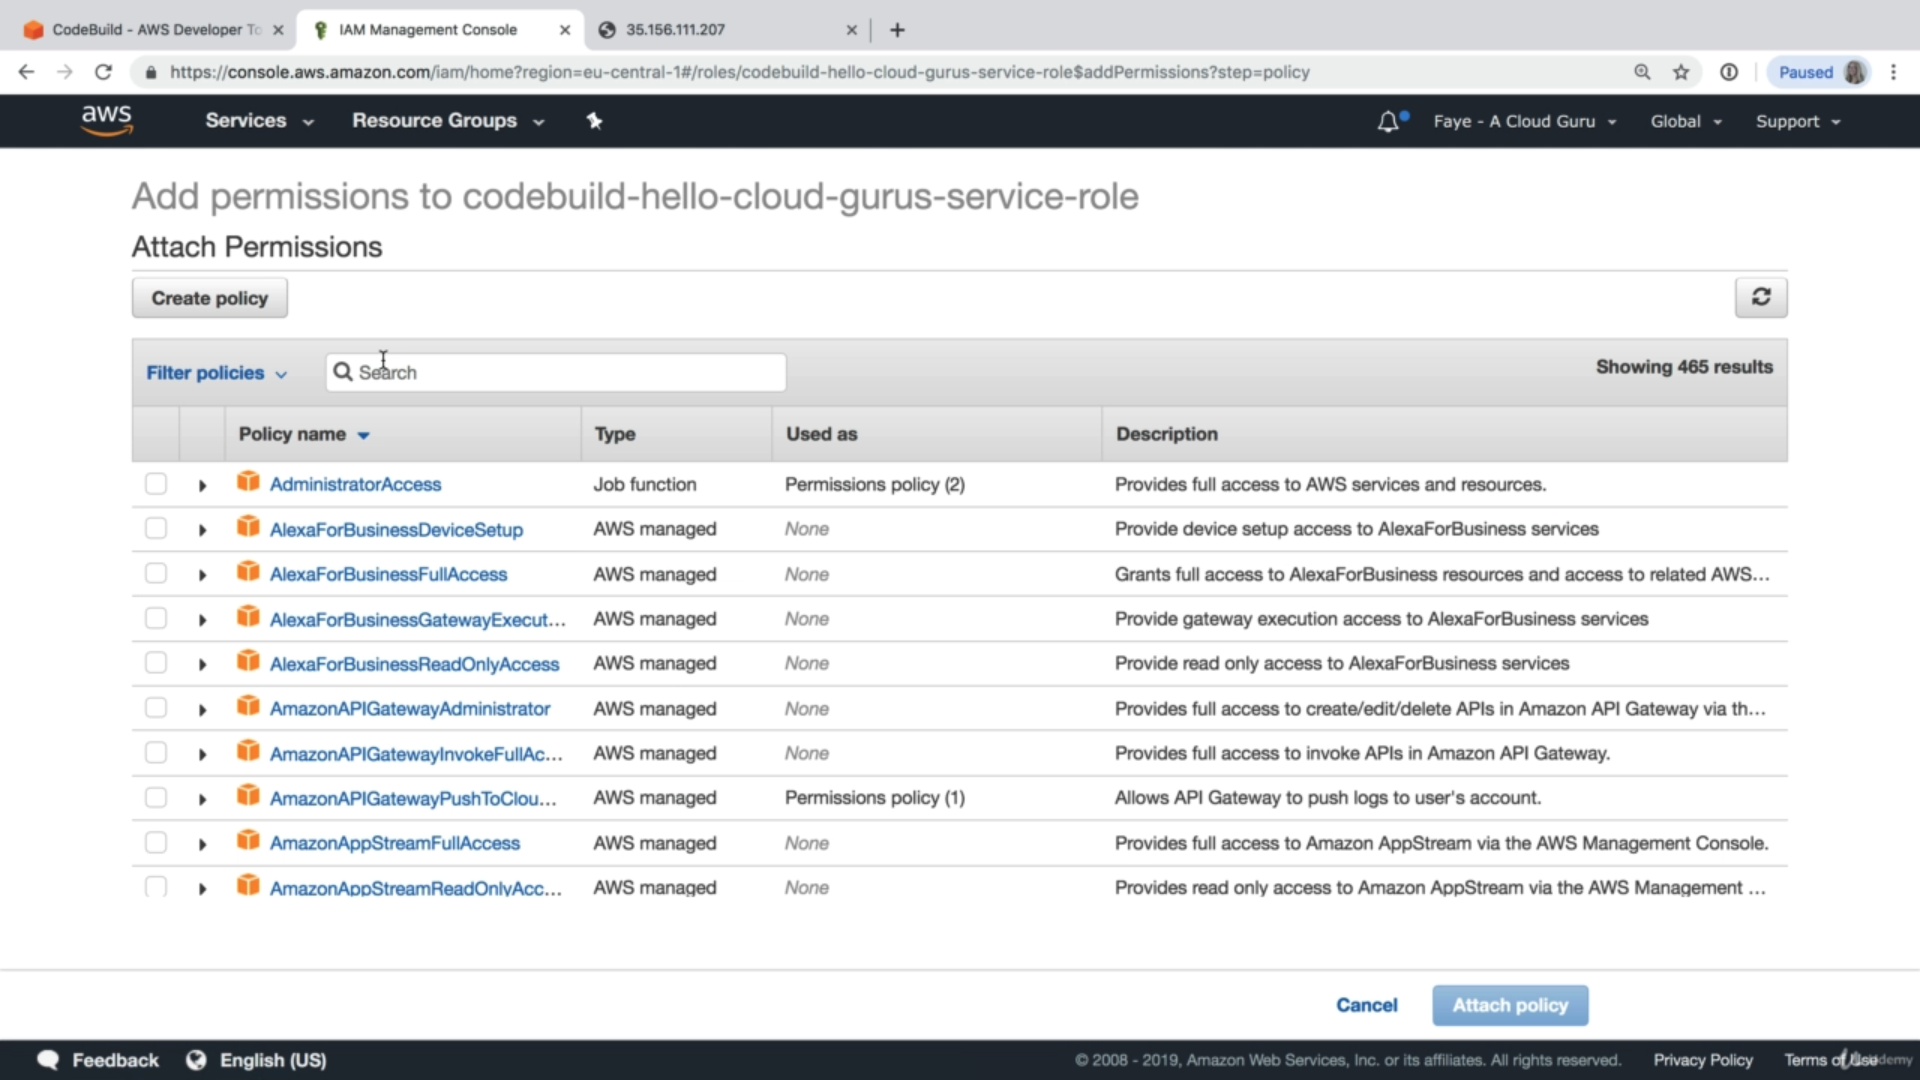 CodeBuild - AWS Developer To
IAM Management Console
35.156.111.207
https://console.aws.amazon.com/iam/home?region=eu-central-1#/roles/codebuild-hello-cloud-gurus-service-role$addPermissions?step=policy
Paused
aws
Services
Resource Groups
Faye - A Cloud Guru
Global
Support
Add permissions to codebuild-hello-cloud-gurus-service-role
Attach Permissions
Create policy
Filter policies
Search
Showing 465 results
Policy name Type Used as Description
AdministratorAccess Job function Permissions policy (2) Provides full access to AWS services and resources.
AlexaForBusinessDeviceSetup AWS managed None Provide device setup access to AlexaForBusiness services
AlexaForBusinessFullAccess AWS managed None Grants full access to AlexaForBusiness resources and access to related AWS...
AlexaForBusinessGatewayExecut... AWS managed None Provide gateway execution access to AlexaForBusiness services
AlexaForBusinessReadOnlyAccess AWS managed None Provide read only access to AlexaForBusiness services
AmazonAPIGatewayAdministrator AWS managed None Provides full access to create/edit/delete APIs in Amazon API Gateway via th...
AmazonAPIGatewayInvokeFullAc... AWS managed None Provides full access to invoke APIs in Amazon API Gateway.
AmazonAPIGatewayPushToClou... AWS managed Permissions policy (1) Allows API Gateway to push logs to user's account.
AmazonAppStreamFullAccess AWS managed None Provides full access to Amazon AppStream via the AWS Management Console.
AmazonAppStreamReadOnlyAcc... AWS managed None Provides read only access to Amazon AppStream via the AWS Management ...
Cancel
Attach policy
Feedback
English (US)
© 2008 - 2019, Amazon Web Services, Inc. or its affiliates. All rights reserved.
Privacy Policy
Terms of Use